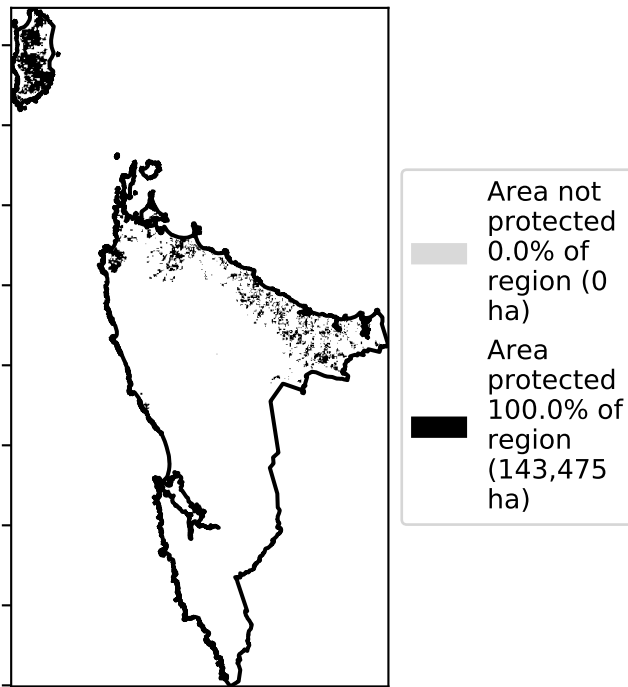 Area not
protected
0.0% of
region (0
ha)
Area
protected
100.0% of
region
(143,475
ha)